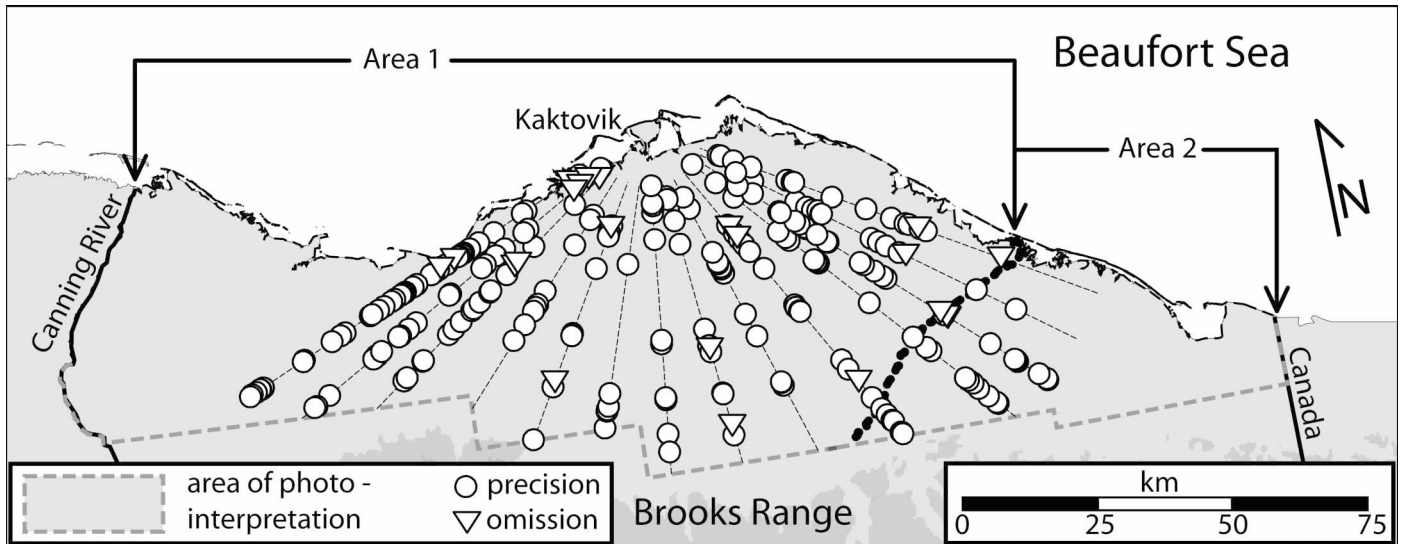 Area 1
Beaufort Sea
Kaktovik
Area 2
N
Canning River
Canada
area of photo -
interpretation
precision
omission
Brooks Range
km
0 25 50 75